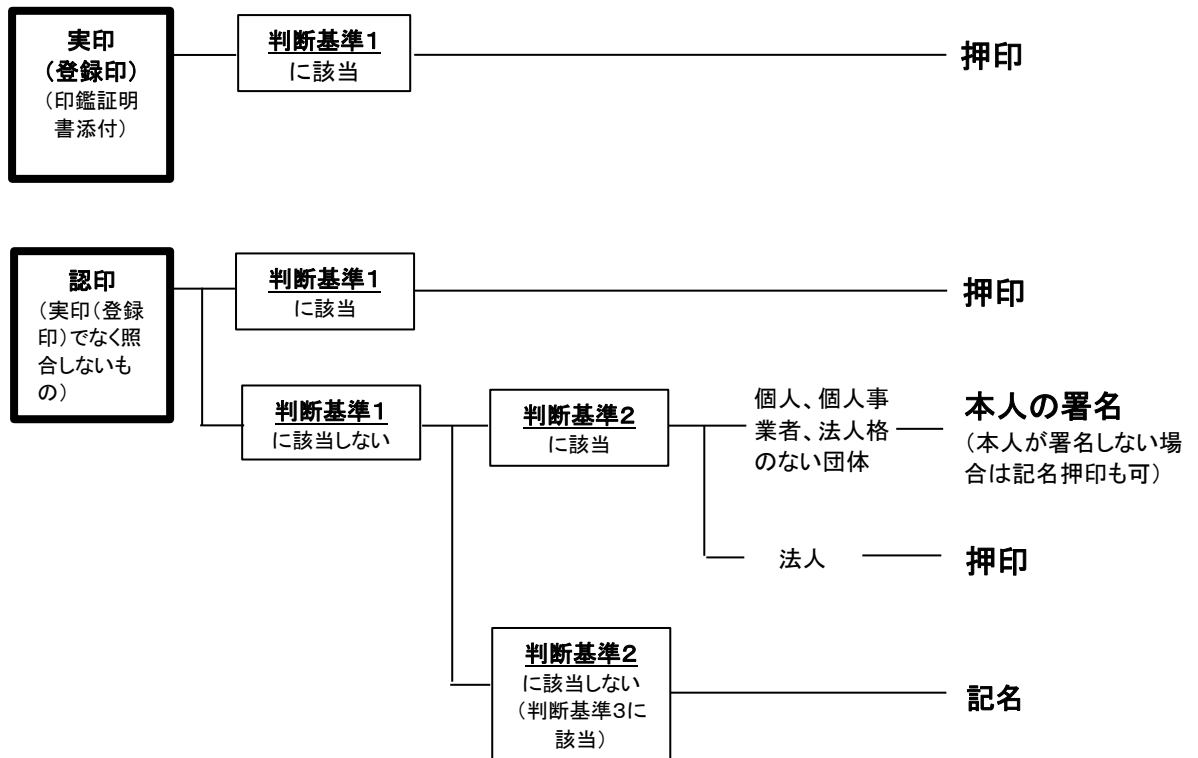 実印
(登録印)
(印鑑証明
書添付)
判断基準1
に該当
押印
認印
(実印(登録
印)でなく照
合しないも
の)
判断基準1
に該当
押印
判断基準1
に該当しない
判断基準2
に該当
個人、個人事
業者、法人格
のない団体
本人の署名
(本人が署名しない場
合は記名押印も可)
法人
押印
判断基準2
に該当しない
(判断基準3に
該当)
記名